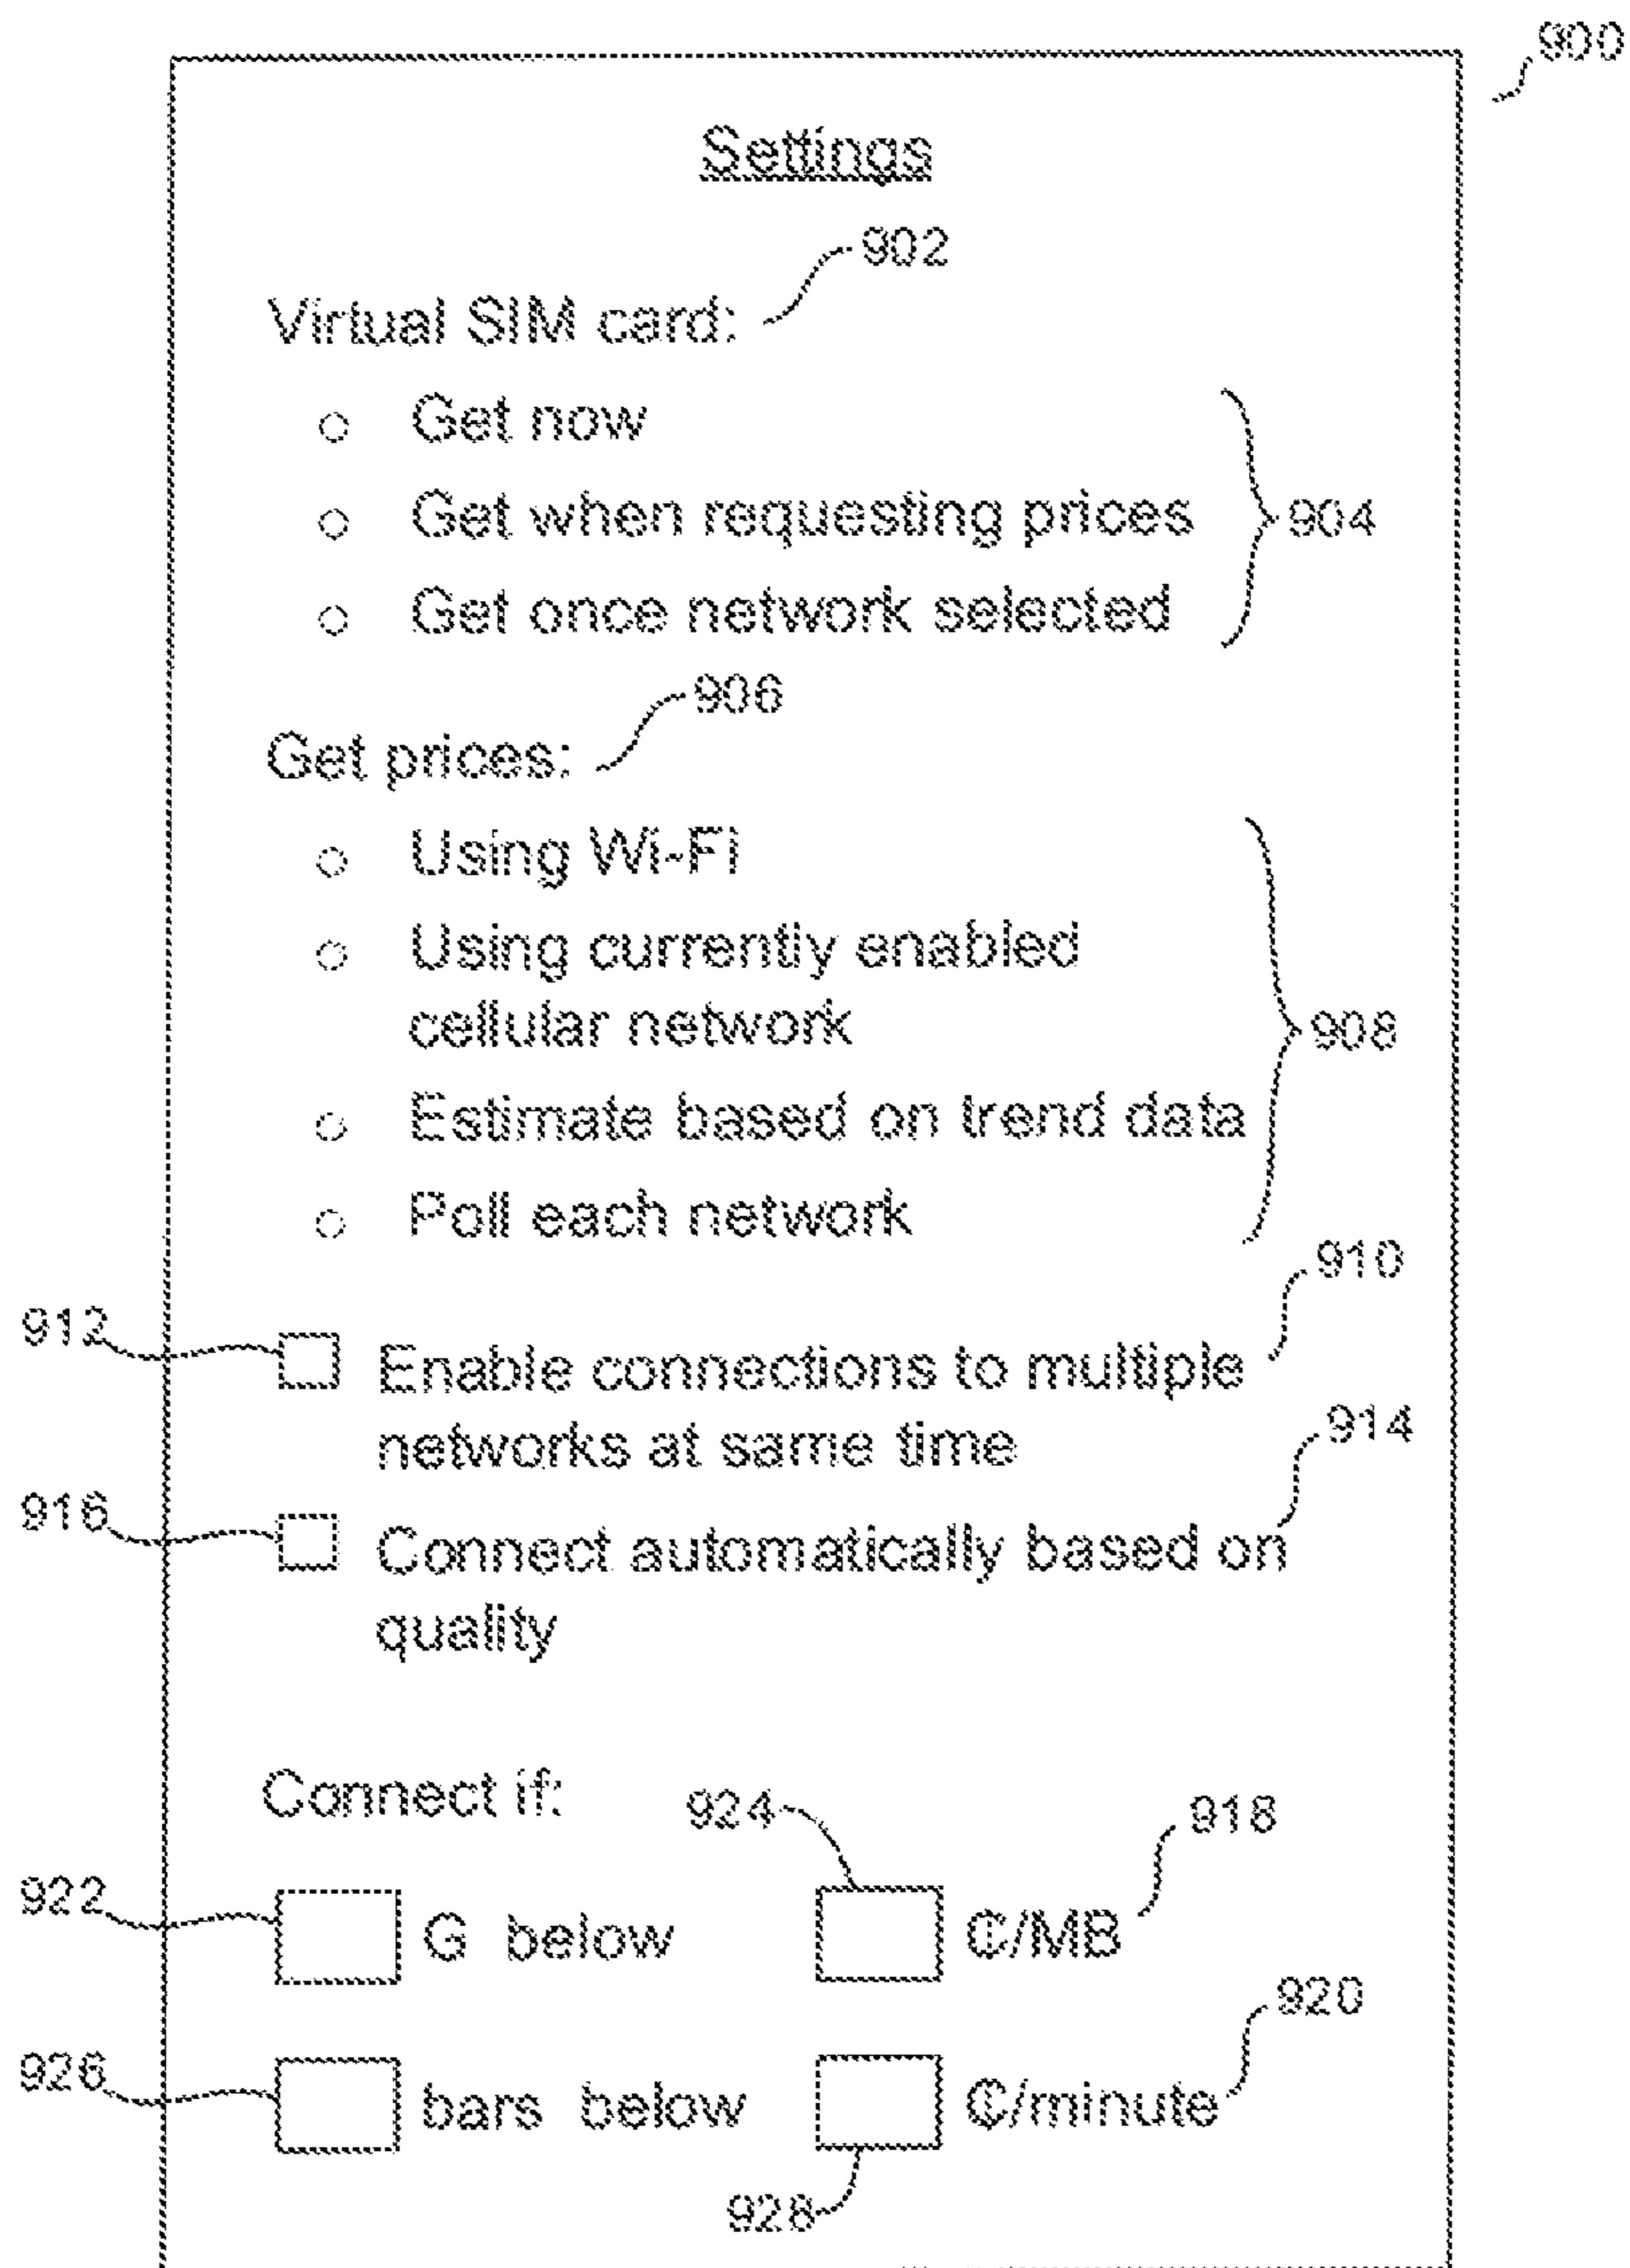 900
Settings
902
Virtual SIM card:
Get now
Get when requesting prices
904
Get once network selected
906
Get prices:
Using Wi-Fi
Using currently enabled
cellular network
908
Estimate based on trend data
Poll each network
910
912
Enable connections to multiple
networks at same time
914
916
Connect automatically based on
quality
Connect if:
924
918
922
G below
₵/MB
920
926
bars below
₵/minute
928